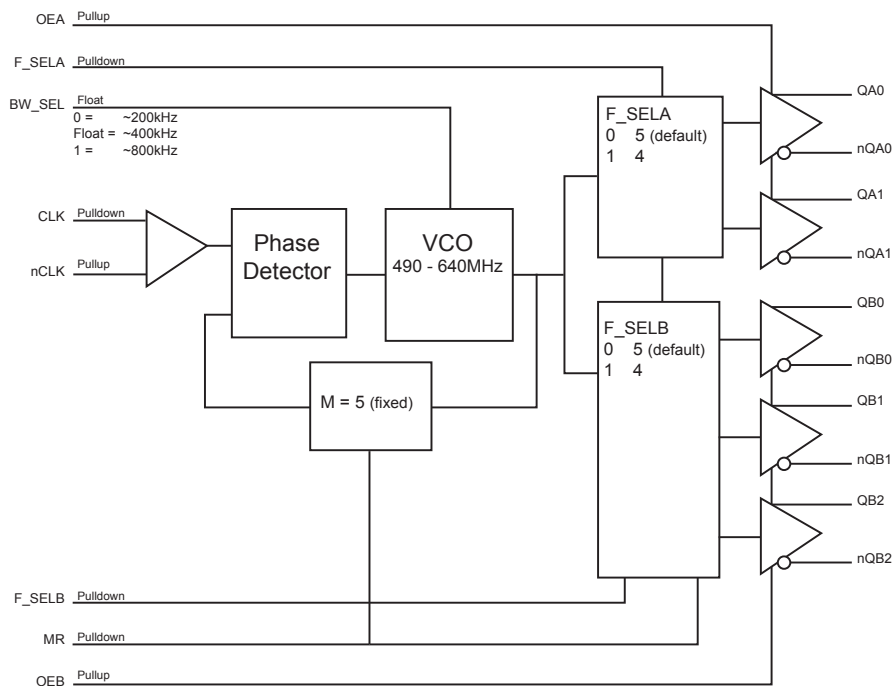 OEA Pullup
F_SELA Pulldown
BW_SEL Float
0 = ~200kHz
Float = ~400kHz
1 = ~800kHz
CLK Pulldown
nCLK Pullup
Phase
Detector
VCO
490 - 640MHz
M = 5 (fixed)
F_SELA
0 5 (default)
1 4
F_SELB
0 5 (default)
1 4
QA0
nQA0
QA1
nQA1
QB0
nQB0
QB1
nQB1
QB2
nQB2
F_SELB Pulldown
MR Pulldown
OEB Pullup